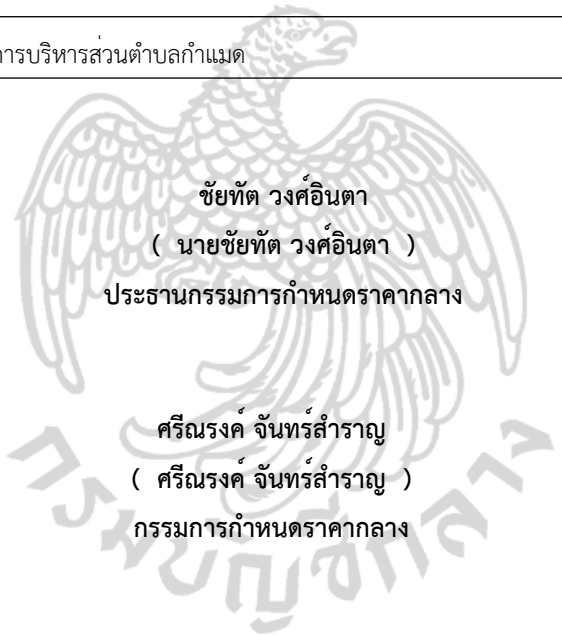 การบริหารส่วนตำบลกำแมด
ชัยทัต วงศ์อินตา
( นายชัยทัต วงศ์อินตา )
ประธานกรรมการกำหนดราคากลาง
ศรีณรงค์ จันทร์สำราญ
( ศรีณรงค์ จันทร์สำราญ )
กรรมการกำหนดราคากลาง
กรมบัญชีกลาง